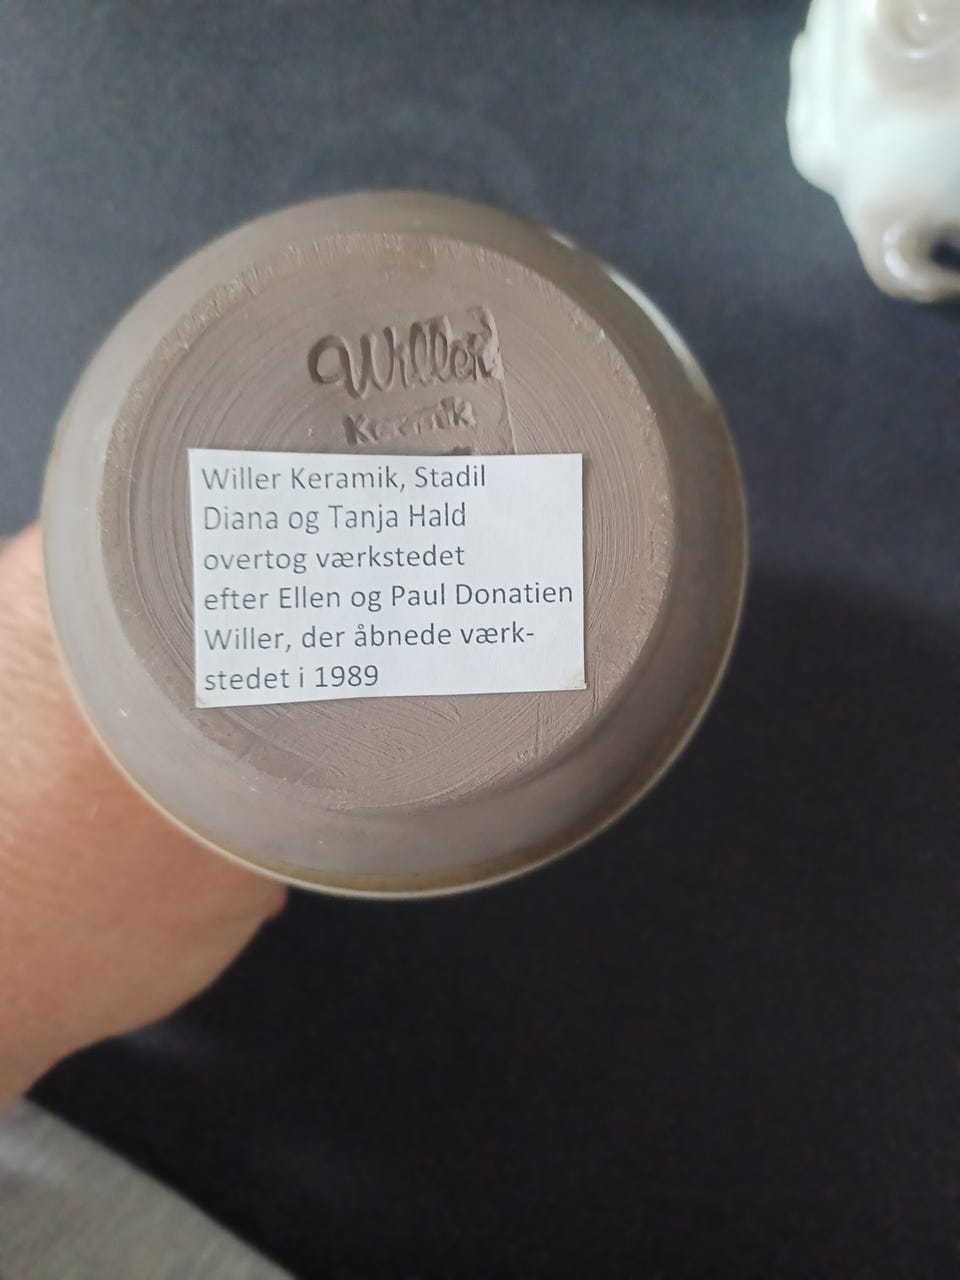 Willer
Keramik
Willer Keramik, Stadil
Diana og Tanja Hald
overtog værkstedet
efter Ellen og Paul Donatien
Willer, der åbnede værk-
stedet i 1989